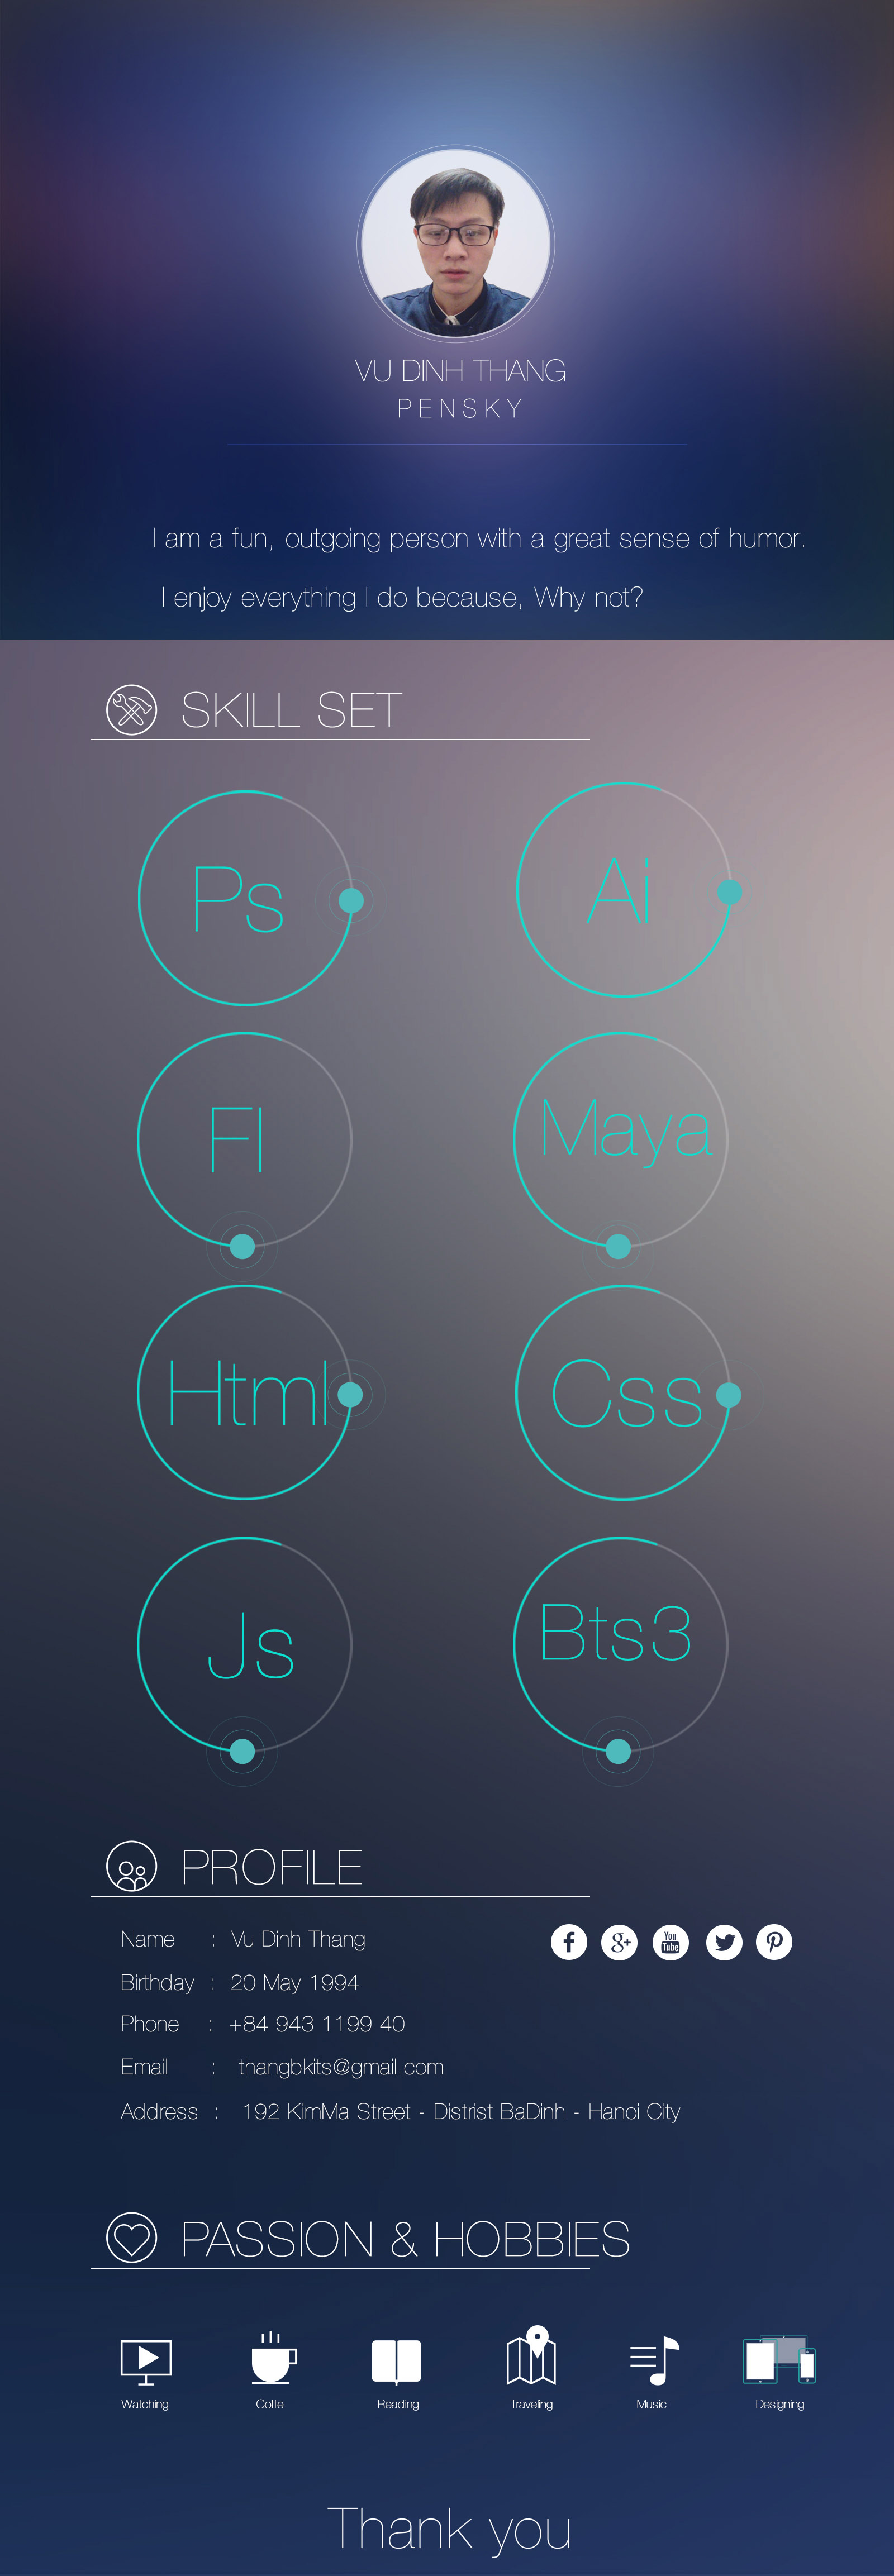 VU DINH THANG
PENSKY
I am a fun, outgoing person with a great sense of humor.
I enjoy everything I do because, Why not?
SKILL SET
Ps
Ai
Fl
Maya
Html
Css
Js
Bts3
PROFILE
Name : Vu Dinh Thang
Birthday : 20 May 1994
Phone : +84 943 1199 40
Email : thangbkits@gmail.com
Address : 192 KimMa Street - Distrist BaDinh - Hanoi City
f g+ You Tube
PASSION & HOBBIES
Watching
Coffe
Reading
Traveling
Music
Designing
Thank you